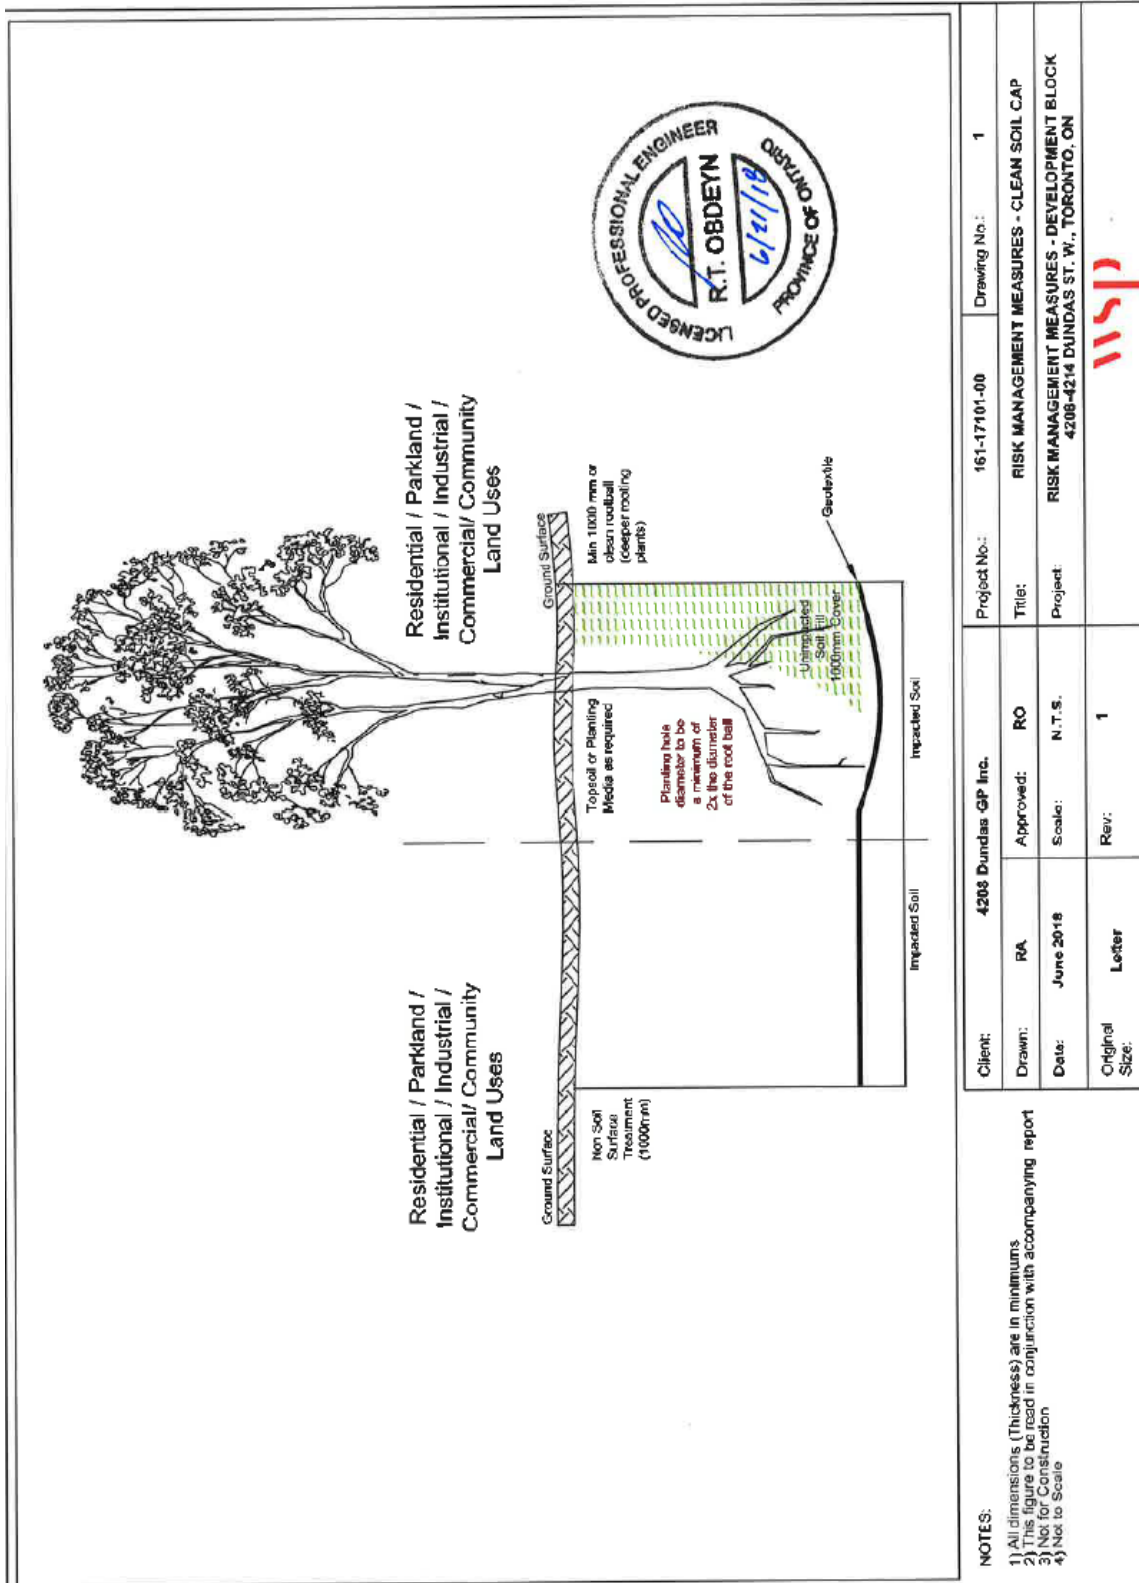 Residential / Parkland /
Institutional / Industrial /
Commercial/ Community
Land Uses
Residential / Parkland /
Institutional / Industrial /
Commercial/ Community
Land Uses
LICENSED PROFESSIONAL ENGINEER
R.T. OBDEYN
6/21/18
PROVINCE OF ONTARIO
Ground Surface
Ground Surface
Non Soil
Surface
Treatment
(1000mm)
Topsoil or Planting
Media as required
Min 1000 mm or
clean rootball
(deeper rooting
plants)
Planting hole
diameter to be
a minimum of
2x the diameter
of the root ball
Unimpacted
Soil Fill
1000mm Cover
Geotextile
Impacted Soil
Impacted Soil
NOTES:
1) All dimensions (Thickness) are in minimums
2) This figure to be read in conjunction with accompanying report
3) Not for Construction
4) Not to Scale
Client: 4208 Dundas GP Inc.
Project No.: 161-17101-00
Drawing No.: 1
Drawn: RA
Approved: RO
Title: RISK MANAGEMENT MEASURES - CLEAN SOIL CAP
Date: June 2018
Scale: N.T.S.
Project: RISK MANAGEMENT MEASURES - DEVELOPMENT BLOCK
4208-4214 DUNDAS ST. W., TORONTO, ON
Original
Size: Letter
Rev: 1
wsp